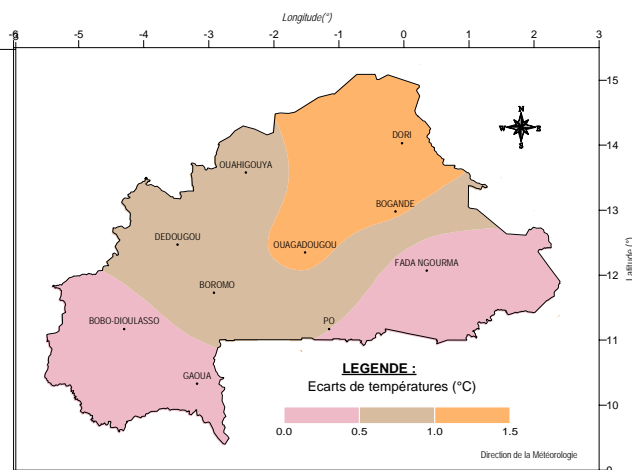 Longitude(°)
-6 -5 -4 -3 -2 -1 0 1 2 3
15
N
W E
S
DORI
14
OUAHIGOUYA
BOGANDE
13
DEDOUGOU
OUAGADOUGOU
FADA NGOURMA
Latitude(°)
12
BOROMO
BOBO-DIOULASSO
PO
11
LEGENDE :
GAOUA
Ecarts de températures (°C)
10
0.0 0.5 1.0 1.5
Direction de la Météorologie